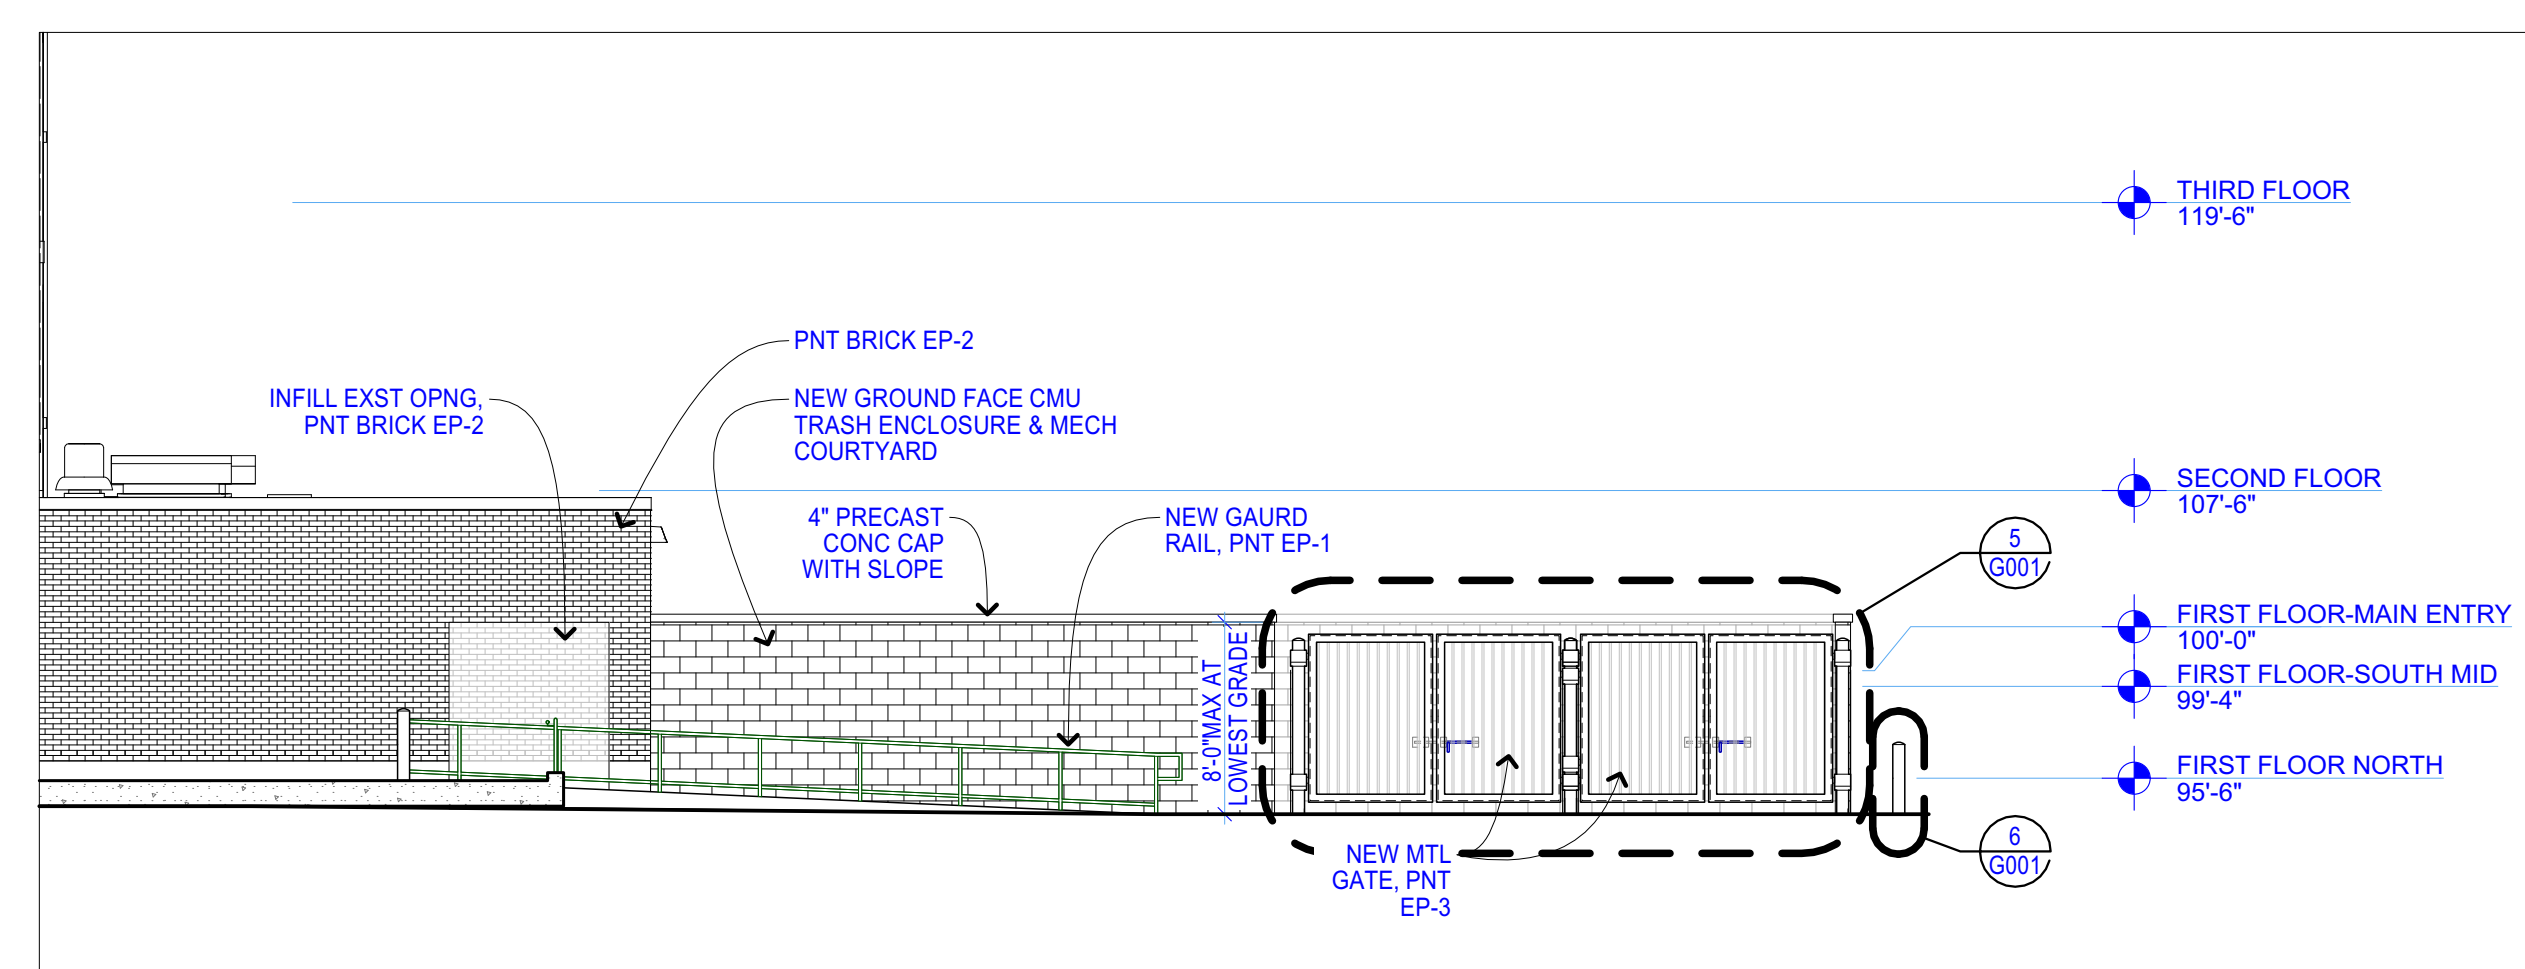 THIRD FLOOR
119'-6"
PNT BRICK EP-2
INFILL EXST OPNG,
PNT BRICK EP-2
NEW GROUND FACE CMU
TRASH ENCLOSURE & MECH
COURTYARD
SECOND FLOOR
107'-6"
4" PRECAST
CONC CAP
WITH SLOPE
NEW GAURD
RAIL, PNT EP-1
5
G001
FIRST FLOOR-MAIN ENTRY
100'-0"
FIRST FLOOR-SOUTH MID
99'-4"
8'-0"MAX AT
LOWEST GRADE
FIRST FLOOR NORTH
95'-6"
6
G001
NEW MTL
GATE, PNT
EP-3